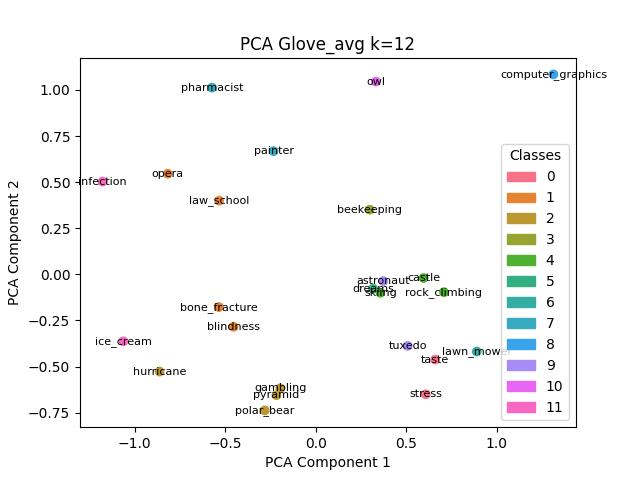 PCA Glove_avg k=12
computer_graphics
owl
pharmacist
painter
opera
infection
law_school
beekeeping
castle
astronaut
dreams
skiing
rock_climbing
bone_fracture
blindness
ice_cream
tuxedo
lawn_mower
taste
hurricane
gambling
pyramid
stress
polar_bear
Classes
0
1
2
3
4
5
6
7
8
9
10
11
1.00
0.75
0.50
0.25
0.00
−0.25
−0.50
−0.75
PCA Component 2
−1.0 −0.5 0.0 0.5 1.0
PCA Component 1